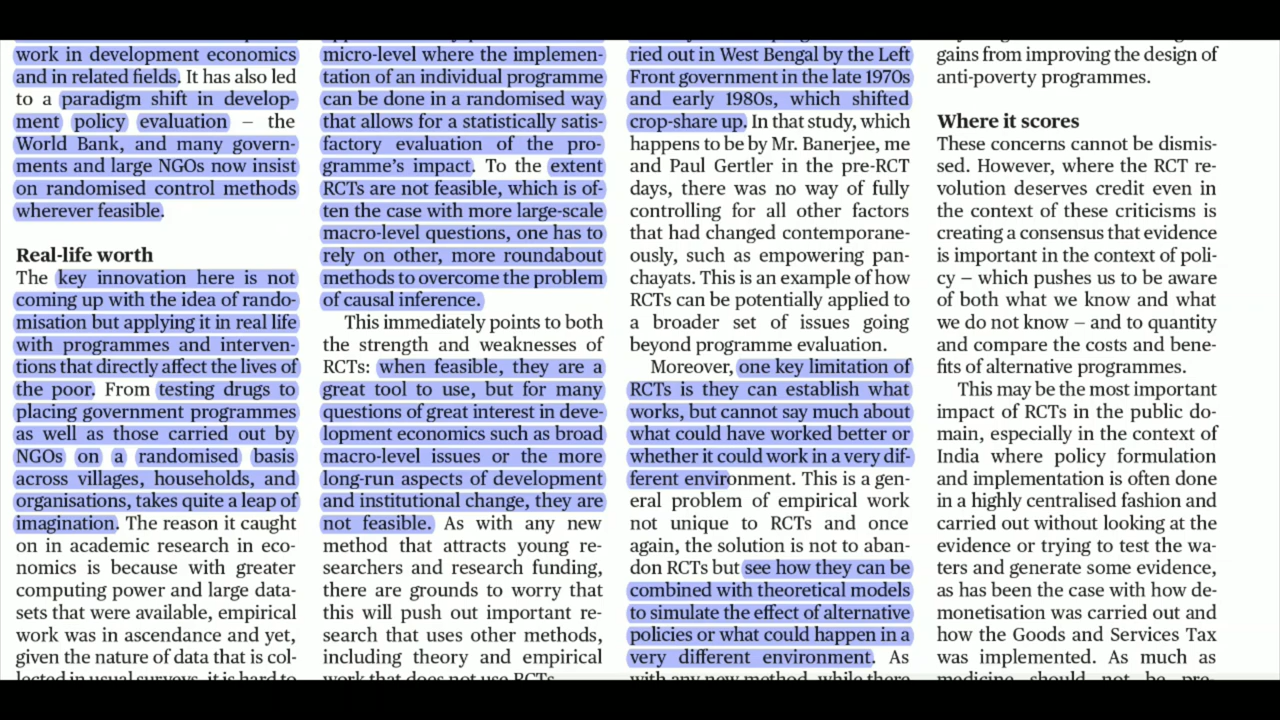 work in development economics
and in related fields. It has also led
to a paradigm shift in develop-
ment policy evaluation – the
World Bank, and many govern-
ments and large NGOs now insist
on randomised control methods
wherever feasible.
Real-life worth
The key innovation here is not
coming up with the idea of rando-
misation but applying it in real life
with programmes and interven-
tions that directly affect the lives of
the poor. From testing drugs to
placing government programmes
as well as those carried out by
NGOs on a randomised basis
across villages, households, and
organisations, takes quite a leap of
imagination. The reason it caught
on in academic research in eco-
nomics is because with greater
computing power and large data-
sets that were available, empirical
work was in ascendance and yet,
given the nature of data that is col-
lected in usual surveys, it is hard to
micro-level where the implemen-
tation of an individual programme
can be done in a randomised way
that allows for a statistically satis-
factory evaluation of the pro-
gramme's impact. To the extent
RCTs are not feasible, which is of-
ten the case with more large-scale
macro-level questions, one has to
rely on other, more roundabout
methods to overcome the problem
of causal inference.
This immediately points to both
the strength and weaknesses of
RCTs: when feasible, they are a
great tool to use, but for many
questions of great interest in deve-
lopment economics such as broad
macro-level issues or the more
long-run aspects of development
and institutional change, they are
not feasible. As with any new
method that attracts young re-
searchers and research funding,
there are grounds to worry that
this will push out important re-
search that uses other methods,
including theory and empirical
work that does not use RCTs
ried out in West Bengal by the Left
Front government in the late 1970s
and early 1980s, which shifted
crop-share up. In that study, which
happens to be by Mr. Banerjee, me
and Paul Gertler in the pre-RCT
days, there was no way of fully
controlling for all other factors
that had changed contemporane-
ously, such as empowering pan-
chayats. This is an example of how
RCTs can be potentially applied to
a broader set of issues going
beyond programme evaluation.
Moreover, one key limitation of
RCTs is they can establish what
works, but cannot say much about
what could have worked better or
whether it could work in a very dif-
ferent environment. This is a gen-
eral problem of empirical work
not unique to RCTs and once
again, the solution is not to aban-
don RCTs but see how they can be
combined with theoretical models
to simulate the effect of alternative
policies or what could happen in a
very different environment. As
with any new method, while there
gains from improving the design of
anti-poverty programmes.
Where it scores
These concerns cannot be dismis-
sed. However, where the RCT re-
volution deserves credit even in
the context of these criticisms is
creating a consensus that evidence
is important in the context of poli-
cy – which pushes us to be aware
of both what we know and what
we do not know – and to quantity
and compare the costs and bene-
fits of alternative programmes.
This may be the most important
impact of RCTs in the public do-
main, especially in the context of
India where policy formulation
and implementation is often done
in a highly centralised fashion and
carried out without looking at the
evidence or trying to test the wa-
ters and generate some evidence,
as has been the case with how de-
monetisation was carried out and
how the Goods and Services Tax
was implemented. As much as
medicine should not be pre-